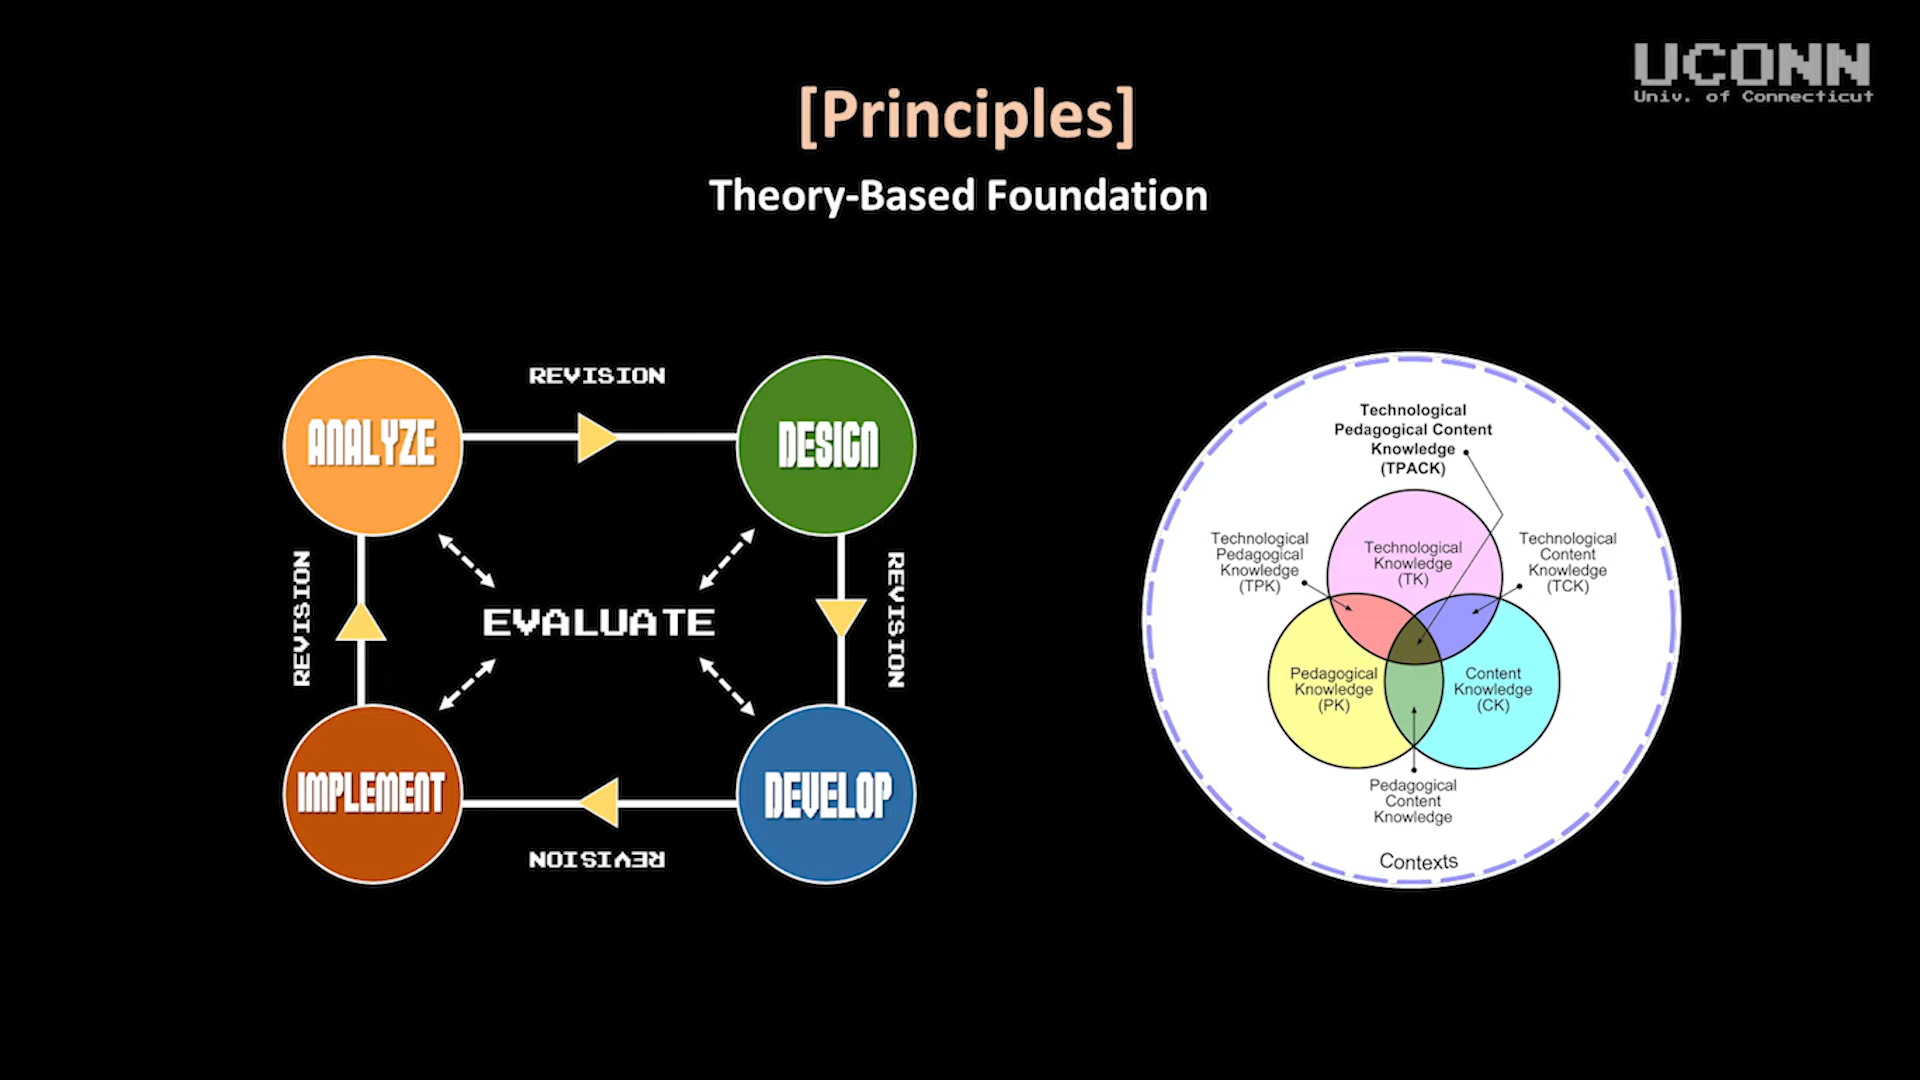 UCONN
Univ. of Connecticut
[Principles]
Theory-Based Foundation
REVISION
ANALYZE
DESIGN
REVISION
EVALUATE
REVISION
IMPLEMENT
DEVELOP
REVISION
Technological
Pedagogical Content
Knowledge
(TPACK)
Technological
Pedagogical
Knowledge
(TPK)
Technological
Knowledge
(TK)
Technological
Content
Knowledge
(TCK)
Pedagogical
Knowledge
(PK)
Content
Knowledge
(CK)
Pedagogical
Content
Knowledge
Contexts